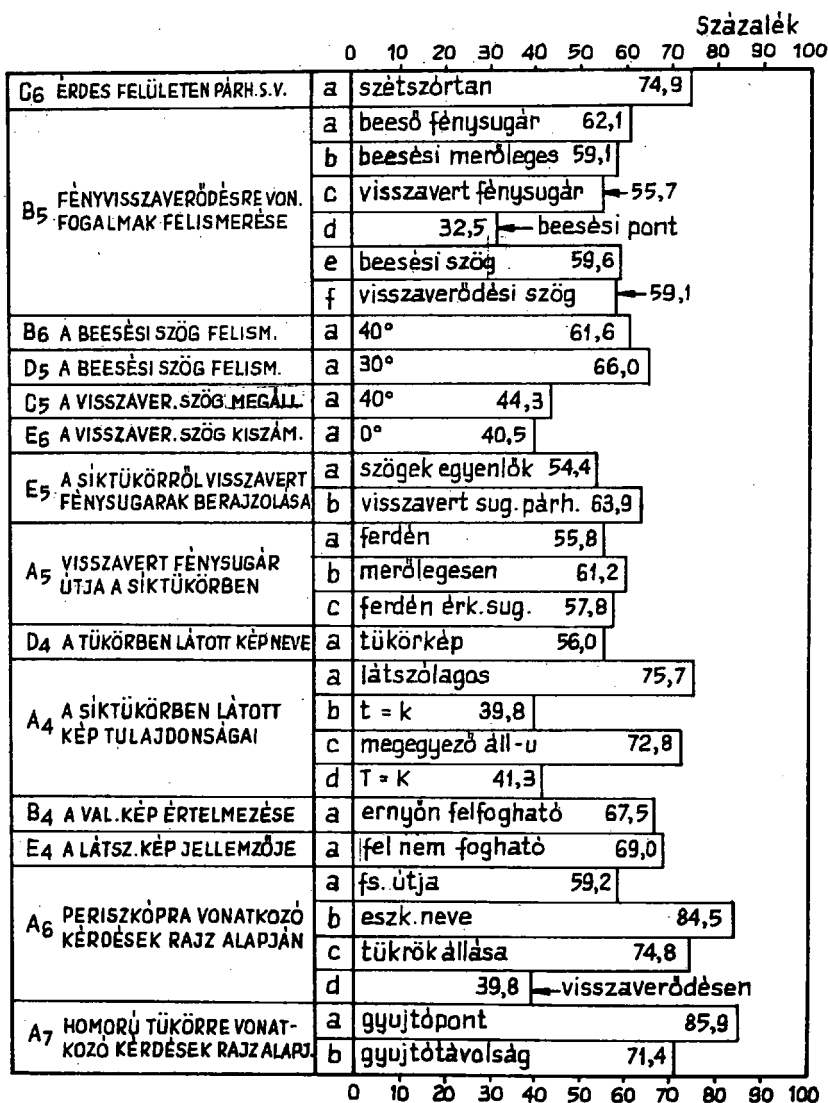 Százalék
0 10 20 30 40 50 60 70 80 90 100
C6 ÉRDES FELÜLETEN PÁRH.S.V. a szétszórtan 74,9
B5 FÉNYVISSZAVERŐDÉSRE VON.
FOGALMAK FELISMERÉSE
a beeső fénysugár 62,1
b beesési merőleges 59,1
c visszavert fénysugár 55,7
d 32,5 beesési pont
e beesési szög 59,6
f visszaverődési szög 59,1
B6 A BEESÉSI SZÖG FELISM. a 40° 61,6
D5 A BEESÉSI SZÖG FELISM. a 30° 66,0
C5 A VISSZAVER. SZÖG MEGÁLL. a 40° 44,3
E6 A VISSZAVER. SZÖG KISZÁM. a 0° 40,5
E5 A SÍKTÜKÖRRŐL VISSZAVERT
FÉNYSUGARAK BERAJZOLÁSA
a szögek egyenlők 54,4
b visszavert sug. párh. 63,9
A5 VISSZAVERT FÉNYSUGÁR
ÚTJA A SÍKTÜKÖRBEN
a ferdén 55,8
b merőlegesen 61,2
c ferdén érk. sug. 57,8
D4 A TÜKÖRBEN LÁTOTT KÉP NEVE a tükörkép 56,0
A4 A SÍKTÜKÖRBEN LÁTOTT
KÉP TULAJDONSÁGAI
a látszólagos 75,7
b t = k 39,8
c megegyező áll-u 72,8
d T = K 41,3
B4 A VAL. KÉP ÉRTELMEZÉSE a ernyőn felfogható 67,5
E4 A LÁTSZ. KÉP JELLEMZŐJE a fel nem fogható 69,0
A6 PERISZKÓPRA VONATKOZÓ
KÉRDÉSEK RAJZ ALAPJÁN
a fs. útja 59,2
b eszk. neve 84,5
c tükrök állása 74,8
d 39,8 visszaverődésen
A7 HOMORÚ TÜKÖRRE VONAT-
KOZÓ KÉRDÉSEK RAJZ ALAPJ.
a gyujtópont 85,9
b gyujtótávolság 71,4
0 10 20 30 40 50 60 70 80 90 100